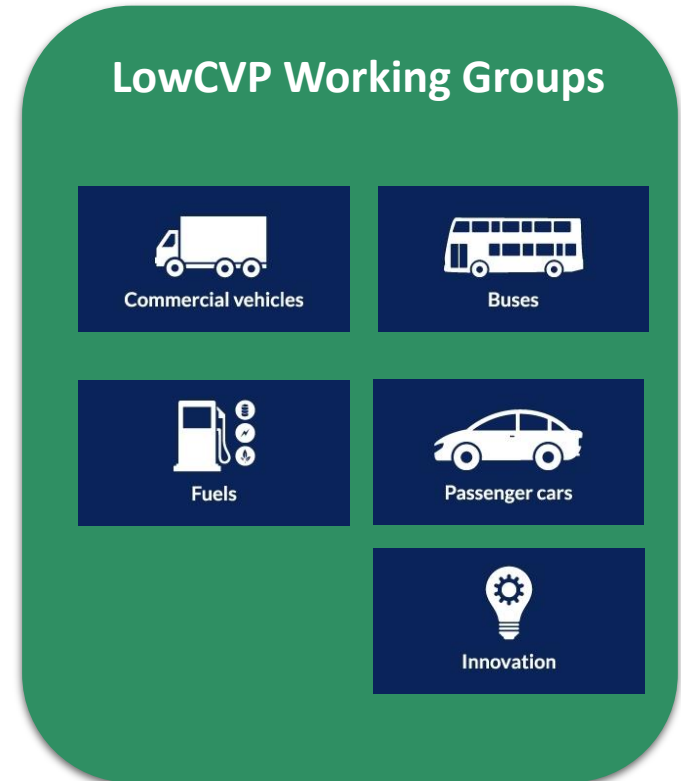 LowCVP Working Groups
Commercial vehicles
Buses
Fuels
Passenger cars
Innovation